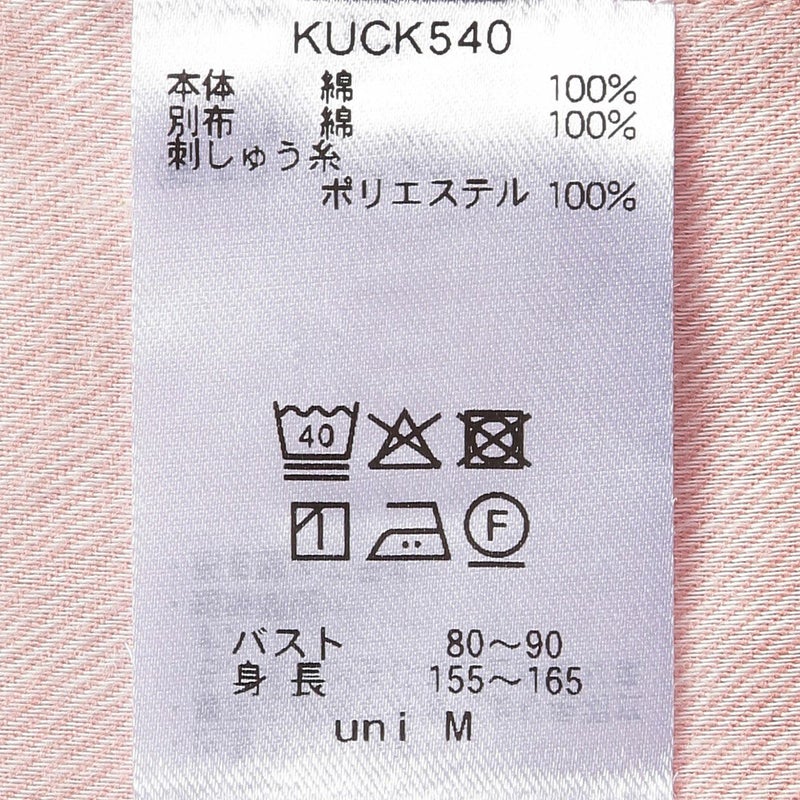 KUCK540
本体 綿 100%
別布 綿 100%
刺しゅう糸
ポリエステル 100%
40
F
バスト 80～90
身長 155～165
uni M